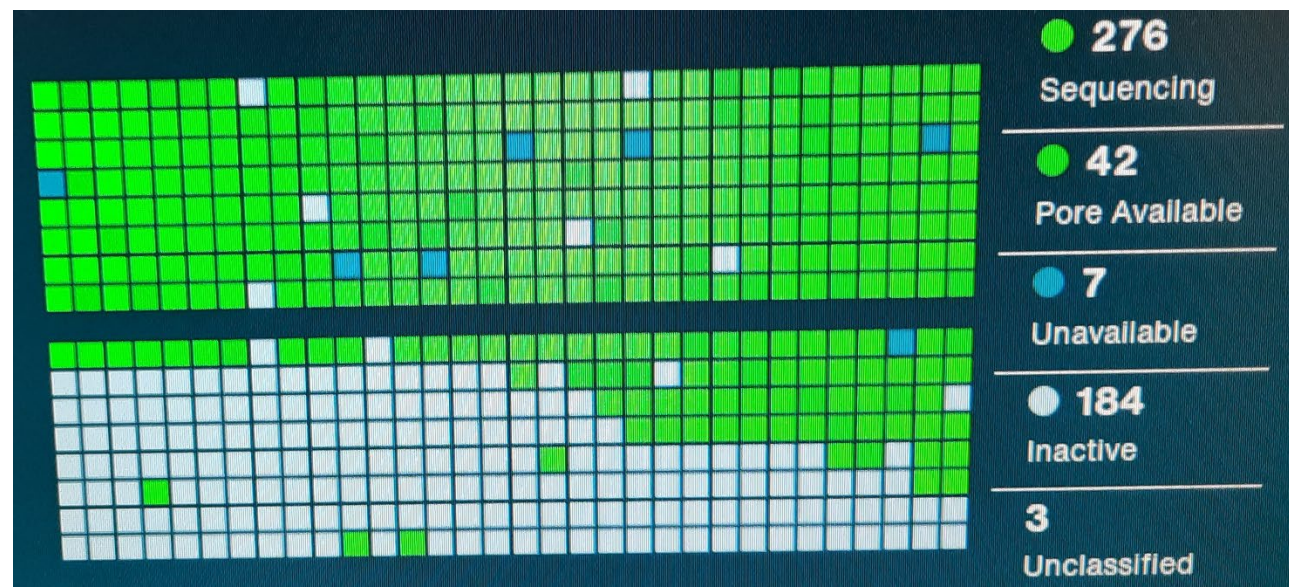 276
Sequencing
42
Pore Available
7
Unavailable
184
Inactive
3
Unclassified